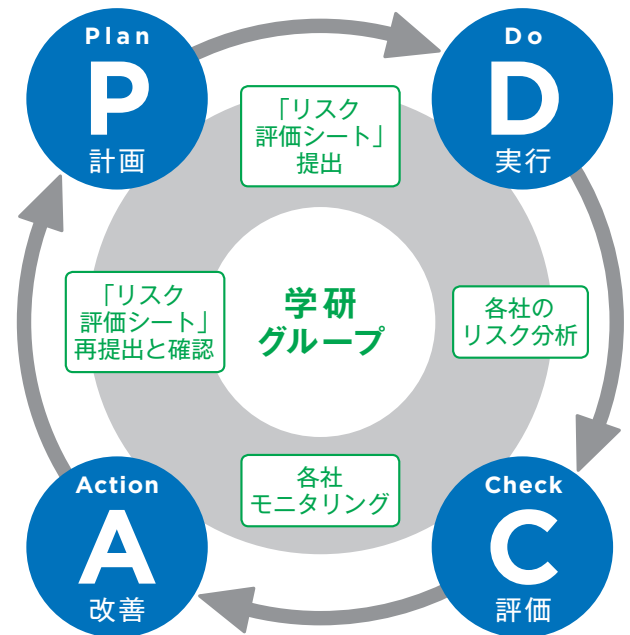 Plan
P
計画
Do
D
実行
「リスク
評価シート」
提出
「リスク
評価シート」
再提出と確認
学研
グループ
各社の
リスク分析
各社
モニタリング
Action
A
改善
Check
C
評価